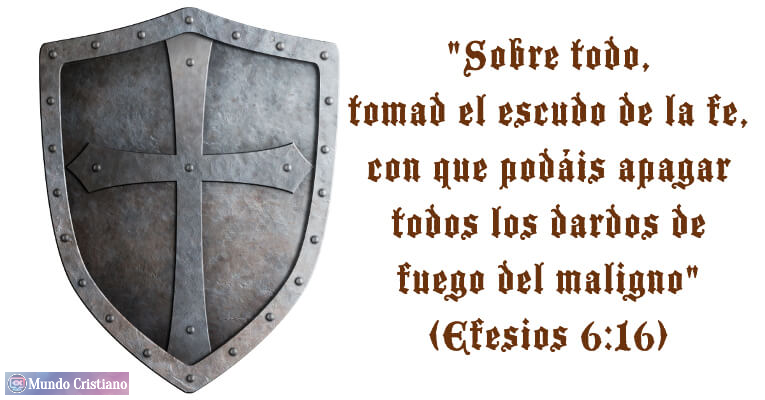 "Sobre todo,
tomad el escudo de la fe,
con que podáis apagar
todos los dardos de
fuego del maligno"
(Efesios 6:16)
Mundo Cristiano